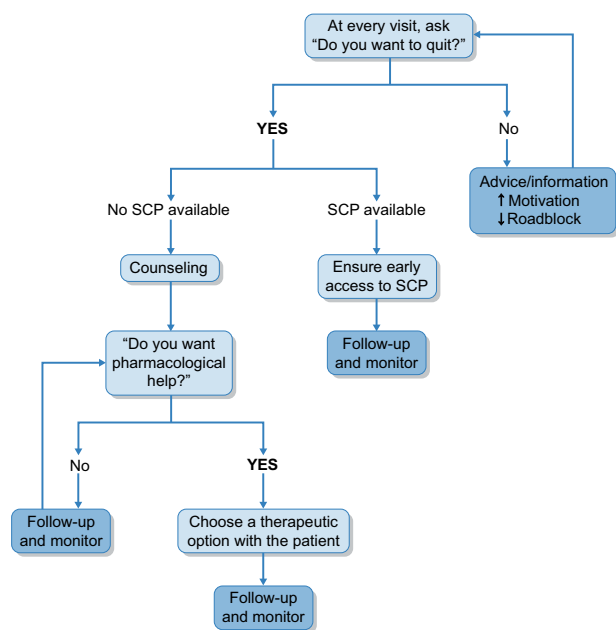 At every visit, ask
“Do you want to quit?”
YES
No
Advice/information
↑ Motivation
↓ Roadblock
No SCP available
SCP available
Counseling
Ensure early
access to SCP
“Do you want
pharmacological
help?”
Follow-up
and monitor
No
YES
Follow-up
and monitor
Choose a therapeutic
option with the patient
Follow-up
and monitor